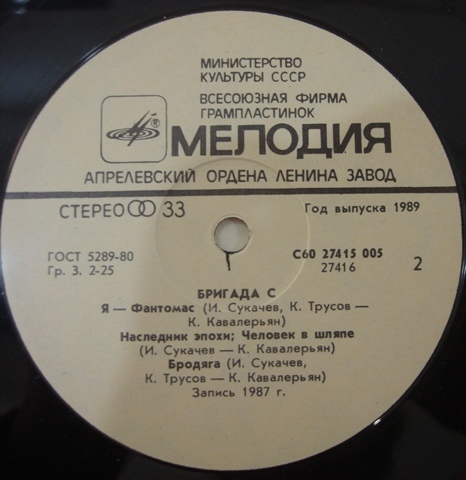 МИНИСТЕРСТВО
КУЛЬТУРЫ СССР
ВСЕСОЮЗНАЯ ФИРМА
ГРАМПЛАСТИНОК
МЕЛОДИЯ
АПРЕЛЕВСКИЙ ОРДЕНА ЛЕНИНА ЗАВОД
СТЕРЕО 33
Год выпуска 1989
ГОСТ 5289-80
Гр. 3. 2-25
С60 27415 005
27416
2
БРИГАДА С
Я — Фантомас (И. Сукачев, К. Трусов —
К. Кавалерьян)
Наследник эпохи; Человек в шляпе
(И. Сукачев — К. Кавалерьян)
Бродяга (И. Сукачев,
К. Трусов — К. Кавалерьян)
Запись 1987 г.